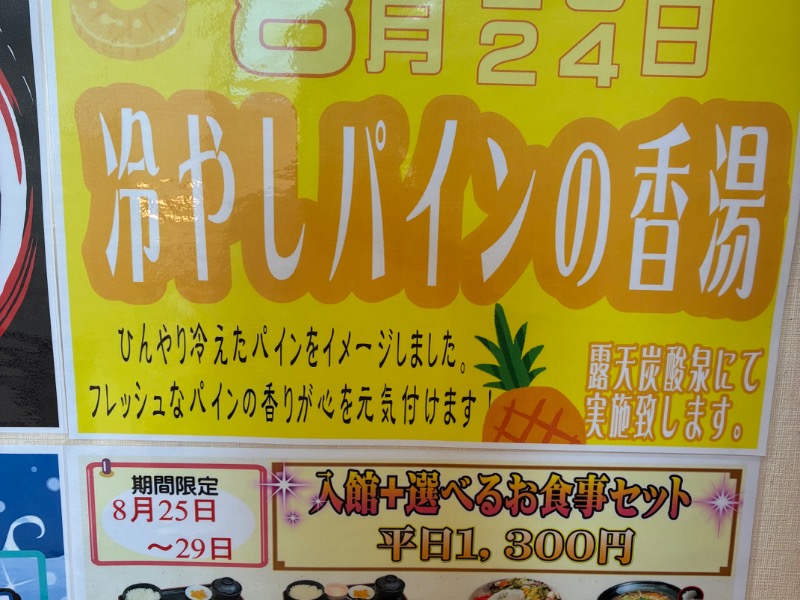 8月 24日
冷やしパインの香湯
ひんやり冷えたパインをイメージしました。
フレッシュなパインの香りが心を元気付けます!
露天炭酸泉にて
実施致します。
期間限定
8月25日
～29日
入館+選べるお食事セット
平日1,300円